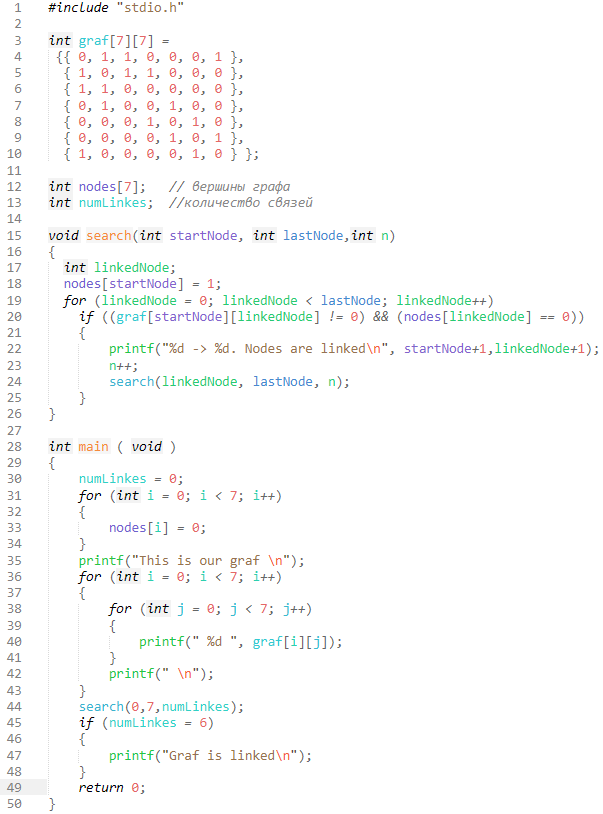 1 #include "stdio.h"
2
3 int graf[7][7] =
4 {{ 0, 1, 1, 0, 0, 0, 1 },
5 { 1, 0, 1, 1, 0, 0, 0 },
6 { 1, 1, 0, 0, 0, 0, 0 },
7 { 0, 1, 0, 0, 1, 0, 0 },
8 { 0, 0, 0, 1, 0, 1, 0 },
9 { 0, 0, 0, 0, 1, 0, 1 },
10 { 1, 0, 0, 0, 0, 1, 0 } };
11
12 int nodes[7]; // вершины графа
13 int numLinkes; //количество связей
14
15 void search(int startNode, int lastNode,int n)
16 {
17 int linkedNode;
18 nodes[startNode] = 1;
19 for (linkedNode = 0; linkedNode < lastNode; linkedNode++)
20 if ((graf[startNode][linkedNode] != 0) && (nodes[linkedNode] == 0))
21 {
22 printf("%d -> %d. Nodes are linked\n", startNode+1,linkedNode+1);
23 n++;
24 search(linkedNode, lastNode, n);
25 }
26 }
27
28 int main ( void )
29 {
30 numLinkes = 0;
31 for (int i = 0; i < 7; i++)
32 {
33 nodes[i] = 0;
34 }
35 printf("This is our graf \n");
36 for (int i = 0; i < 7; i++)
37 {
38 for (int j = 0; j < 7; j++)
39 {
40 printf(" %d ", graf[i][j]);
41 }
42 printf(" \n");
43 }
44 search(0,7,numLinkes);
45 if (numLinkes = 6)
46 {
47 printf("Graf is linked\n");
48 }
49 return 0;
50 }